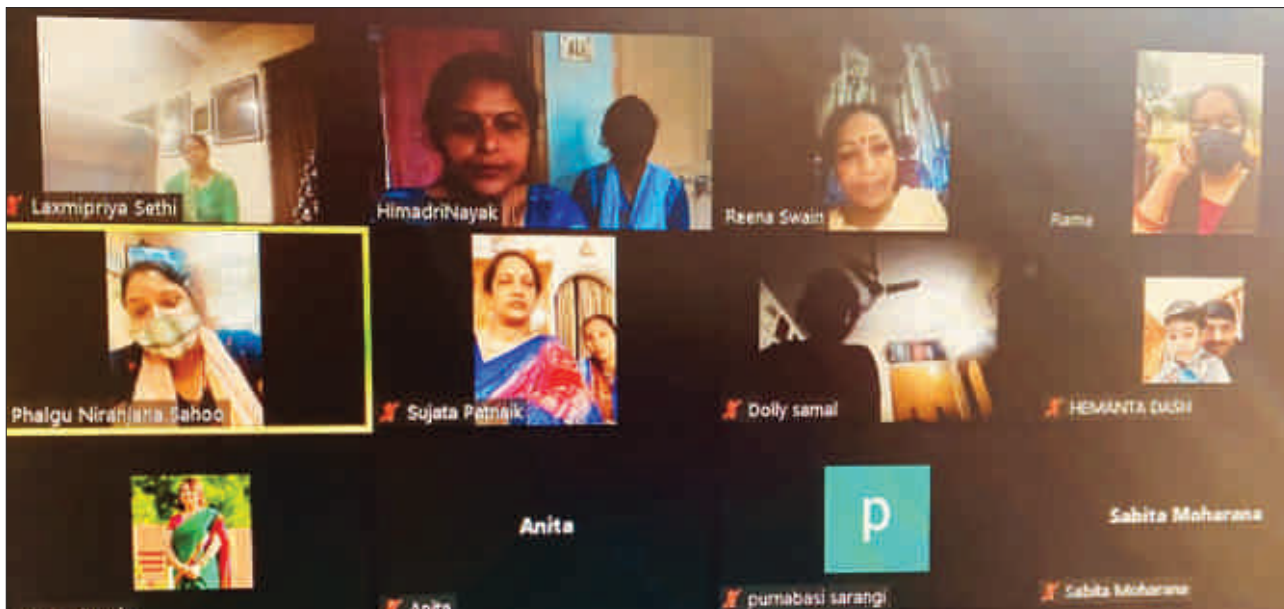 Laxmipriya Sethi
HimadriNayak
Reena Swain
Rama
Phalgu Niranjana Sahoo
Sujata Patnaik
Dolly samal
HEMANTA DASH
Anita
p
Sabita Moharana
Anita
purnabasi sarangi
Sabita Moharana